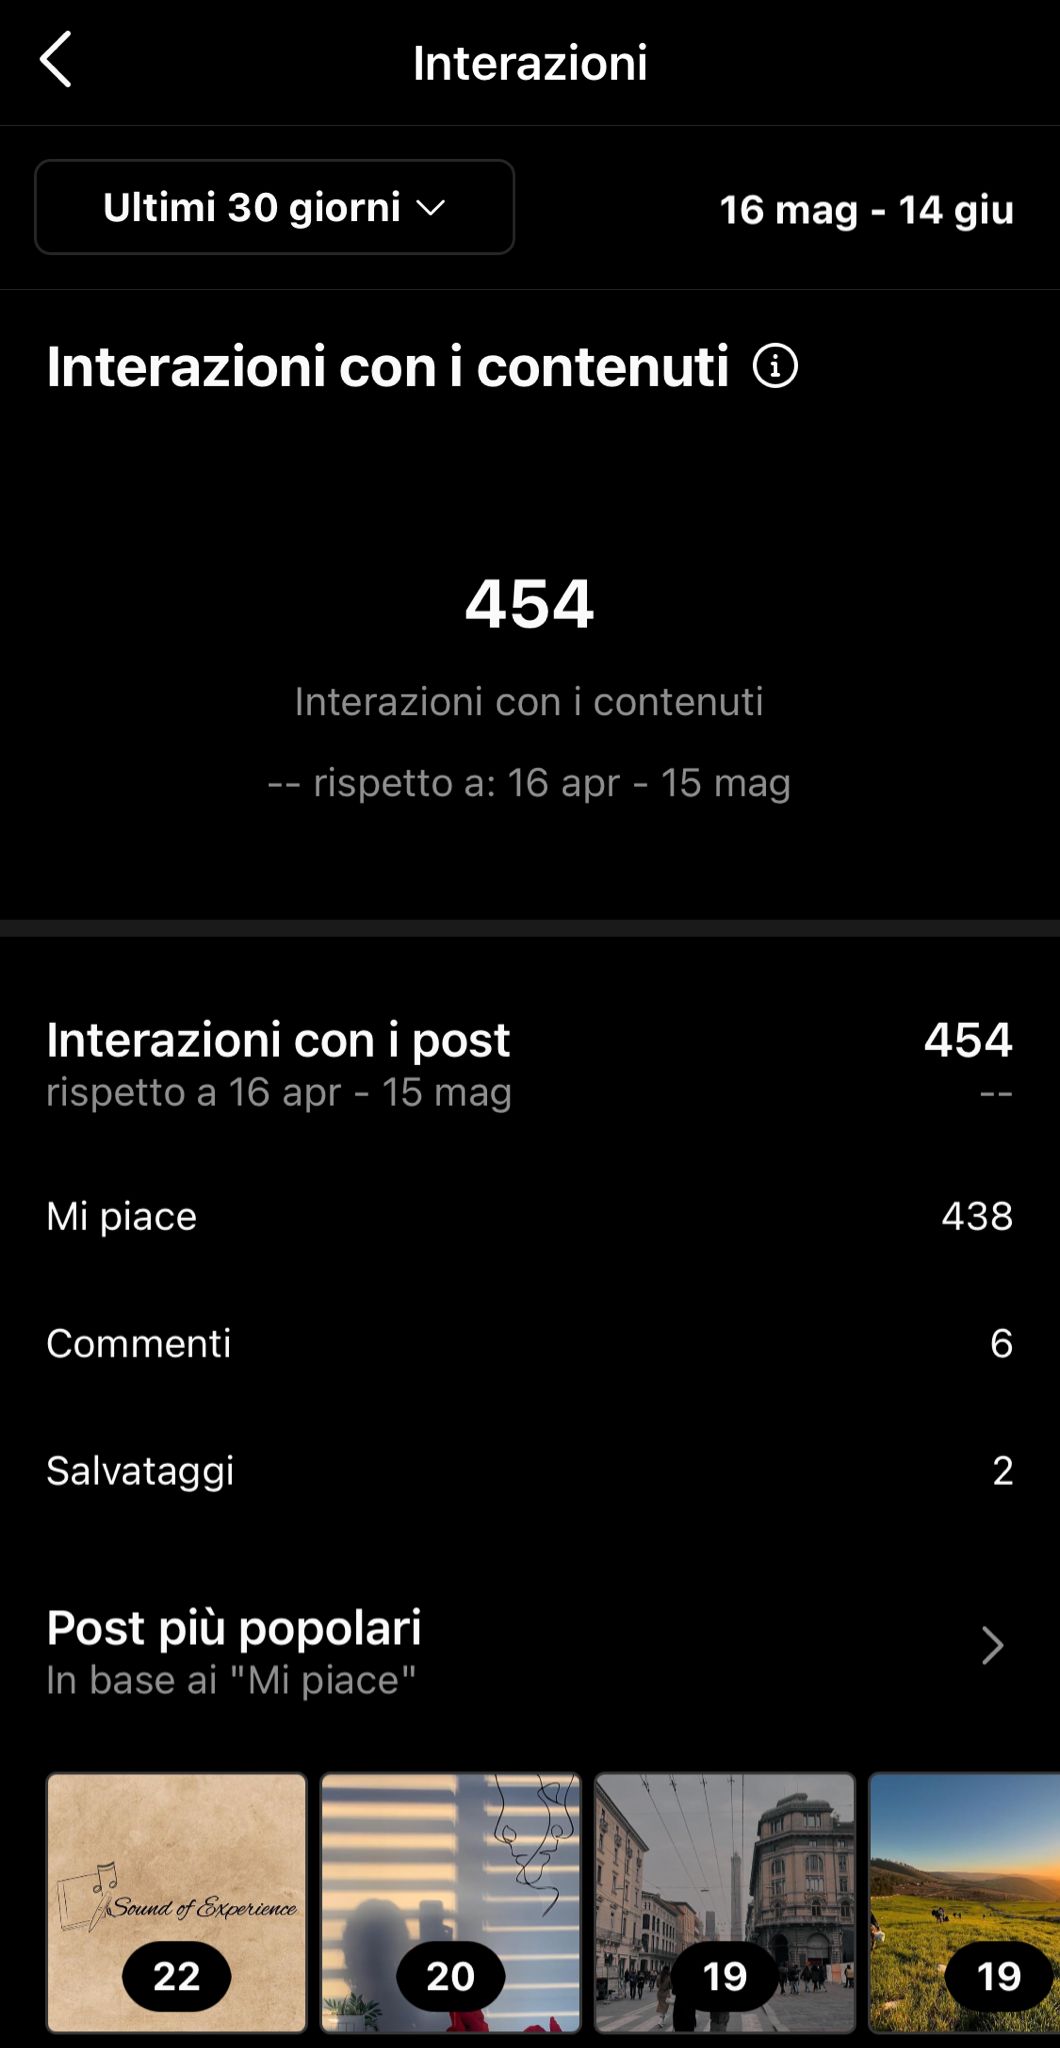 Interazioni
Ultimi 30 giorni
16 mag - 14 giu
Interazioni con i contenuti
454
Interazioni con i contenuti
-- rispetto a: 16 apr - 15 mag
Interazioni con i post 454
rispetto a 16 apr - 15 mag --
Mi piace 438
Commenti 6
Salvataggi 2
Post più popolari
In base ai "Mi piace"
Sound of Experience
22 20 19 19